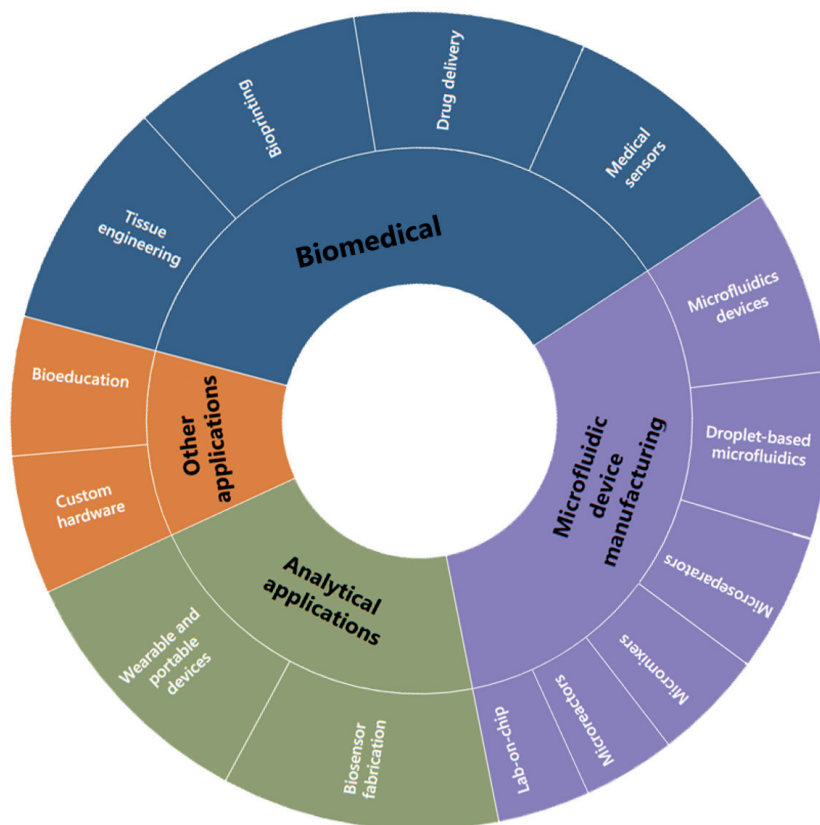 Biomedical
Tissue
engineering
Bioprinting
Drug delivery
Medical
sensors
Microfluidic
device
manufacturing
Microfluidics
devices
Droplet-based
microfluidics
Microseparators
Micromixers
Microreactors
Lab-on-chip
Analytical
applications
Biosensor
fabrication
Wearable and
portable
devices
Other
applications
Custom
hardware
Bioeducation